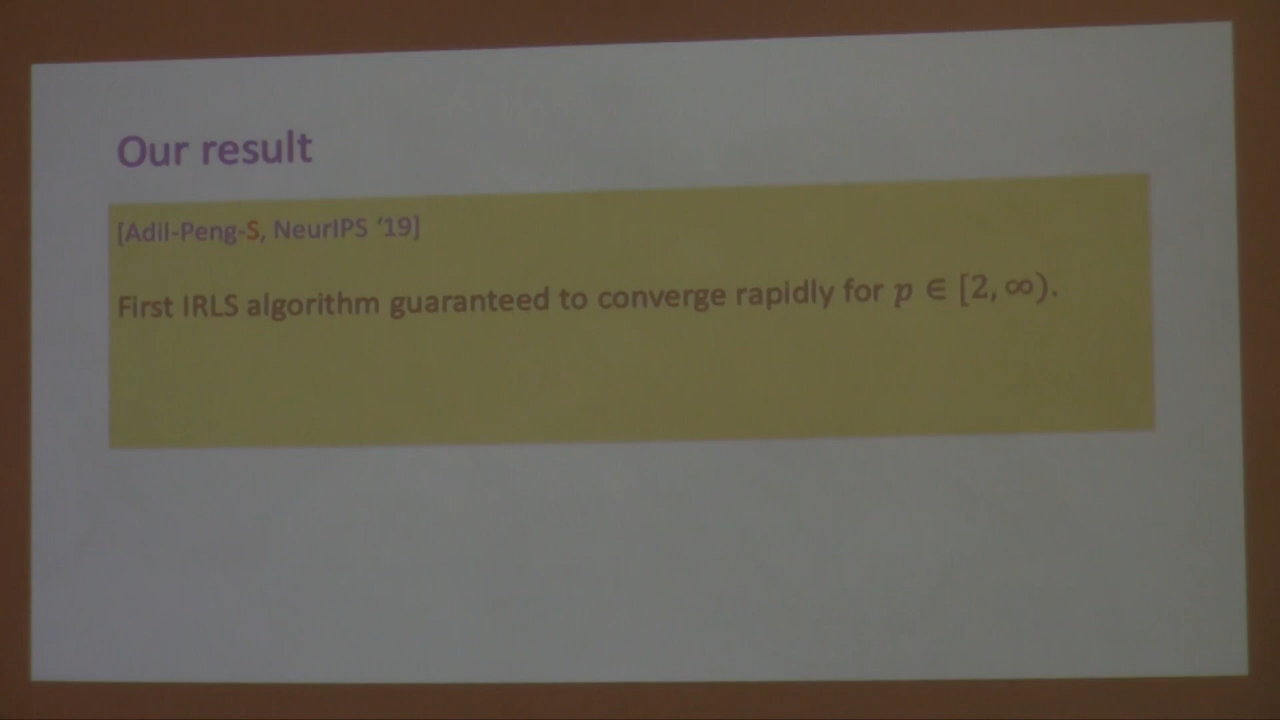 Our result
[Adil-Peng-S, NeurIPS ‘19]
First IRLS algorithm guaranteed to converge rapidly for p ∈ [2, ∞).